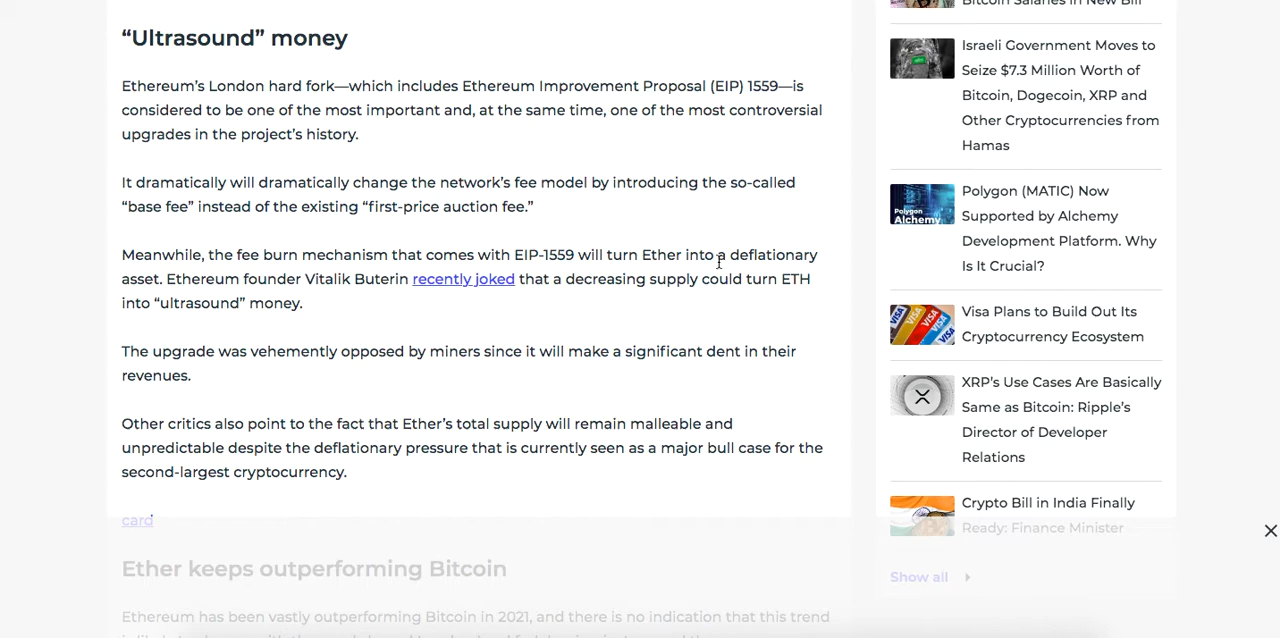 “Ultrasound” money
Ethereum’s London hard fork—which includes Ethereum Improvement Proposal (EIP) 1559—is
considered to be one of the most important and, at the same time, one of the most controversial
upgrades in the project’s history.
It dramatically will dramatically change the network’s fee model by introducing the so-called
“base fee” instead of the existing “first-price auction fee.”
Meanwhile, the fee burn mechanism that comes with EIP-1559 will turn Ether into a deflationary
asset. Ethereum founder Vitalik Buterin recently joked that a decreasing supply could turn ETH
into “ultrasound” money.
The upgrade was vehemently opposed by miners since it will make a significant dent in their
revenues.
Other critics also point to the fact that Ether’s total supply will remain malleable and
unpredictable despite the deflationary pressure that is currently seen as a major bull case for the
second-largest cryptocurrency.
card
Ether keeps outperforming Bitcoin
Ethereum has been vastly outperforming Bitcoin in 2021, and there is no indication that this trend
Bitcoin Salaries in New Bill
Israeli Government Moves to
Seize $7.3 Million Worth of
Bitcoin, Dogecoin, XRP and
Other Cryptocurrencies from
Hamas
Polygon
Alchemy
Polygon (MATIC) Now
Supported by Alchemy
Development Platform. Why
Is It Crucial?
VISA
VISA
VISA
VISA
Visa Plans to Build Out Its
Cryptocurrency Ecosystem
XRP’s Use Cases Are Basically
Same as Bitcoin: Ripple’s
Director of Developer
Relations
Crypto Bill in India Finally
Ready: Finance Minister
Show all